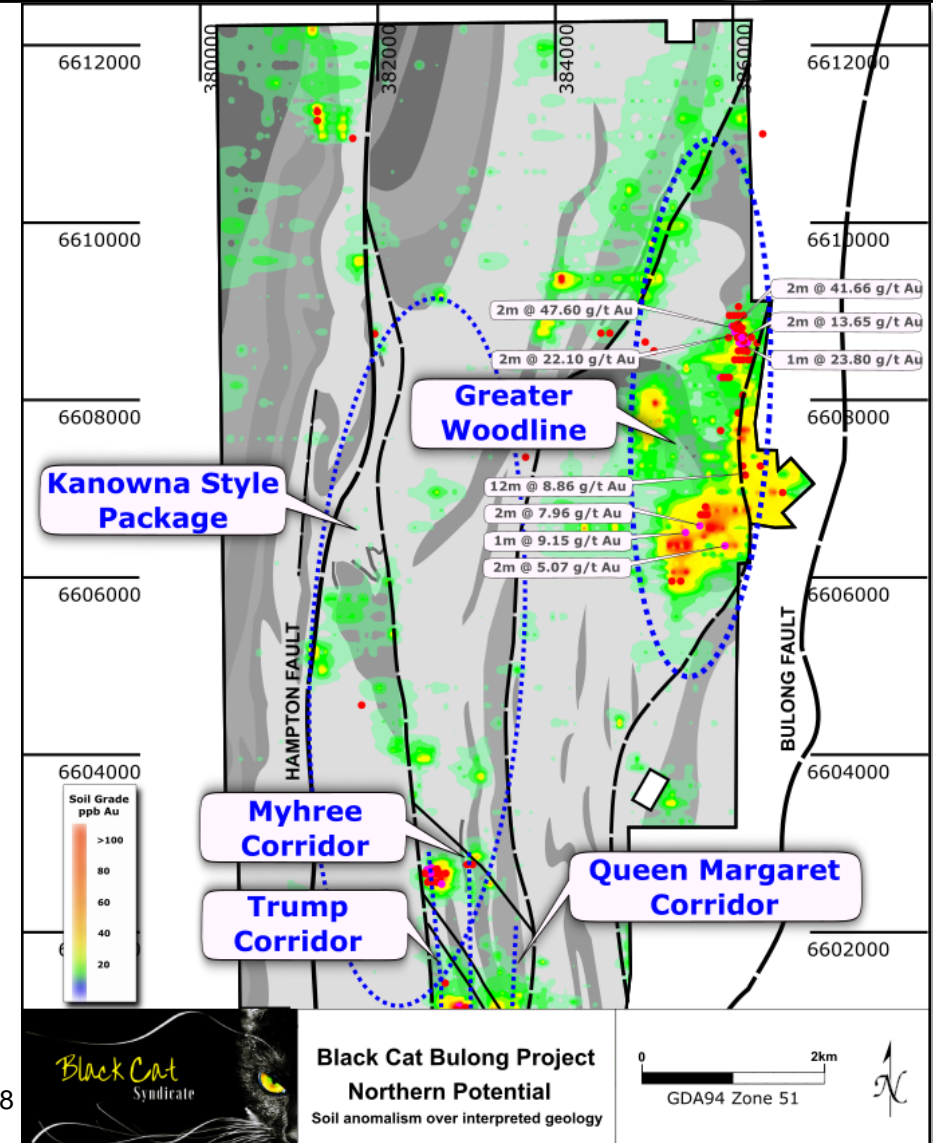 380000
382000
384000
386000
6612000
6612000
6610000
6610000
2m @ 41.66 g/t Au
2m @ 47.60 g/t Au
2m @ 13.65 g/t Au
2m @ 22.10 g/t Au
1m @ 23.80 g/t Au
6608000
6608000
Greater
Woodline
Kanowna Style
Package
12m @ 8.86 g/t Au
2m @ 7.96 g/t Au
1m @ 9.15 g/t Au
2m @ 5.07 g/t Au
6606000
6606000
HAMPTON FAULT
BULONG FAULT
6604000
6604000
Soil Grade
ppb Au
>100
80
60
40
20
Myhree
Corridor
Queen Margaret
Corridor
Trump
Corridor
6602000
Black Cat
Syndicate
Black Cat Bulong Project
Northern Potential
Soil anomalism over interpreted geology
0 2km
GDA94 Zone 51
N
8